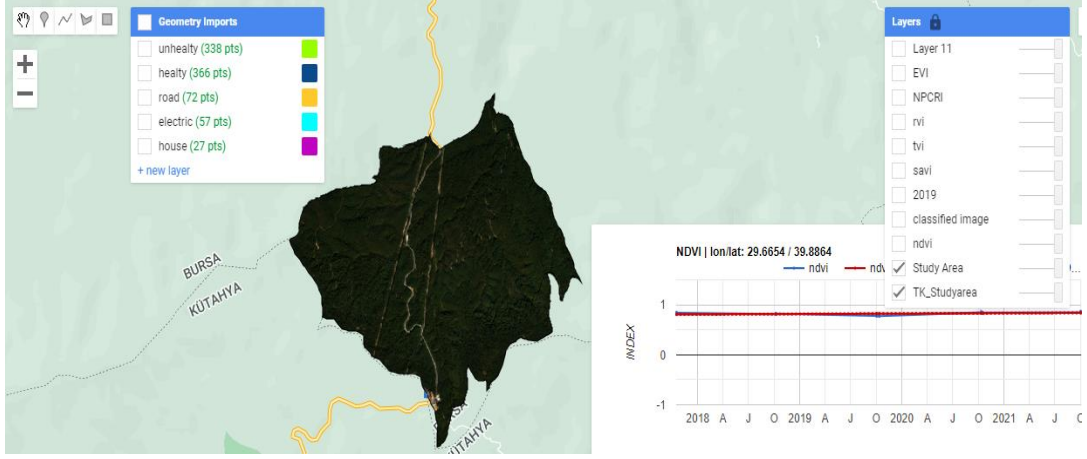 Geometry Imports
unhealty (338 pts)
healty (366 pts)
road (72 pts)
electric (57 pts)
house (27 pts)
+ new layer
Layers
Layer 11
EVI
NPCRI
rvi
tvi
savi
2019
classified image
ndvi
Study Area
TK_Studyarea
BURSA
KÜTAHYA
BURSA
KÜTAHYA
NDVI | lon/lat: 29.6654 / 39.8864
ndvi
1
0
-1
INDEX
2018 A J O 2019 A J O 2020 A J O 2021 A J